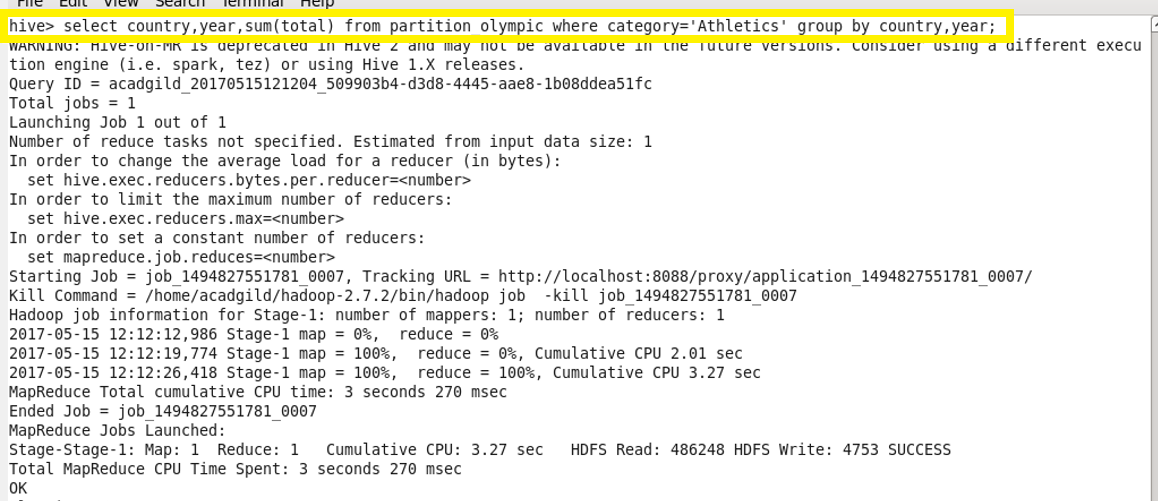 File Edit View Search Terminal Help
hive> select country,year,sum(total) from partition_olympic where category='Athletics' group by country,year;
WARNING: Hive-on-MR is deprecated in Hive 2 and may not be available in the future versions. Consider using a different execu
tion engine (i.e. spark, tez) or using Hive 1.X releases.
Query ID = acadgild_20170515121204_509903b4-d3d8-4445-aae8-1b08ddea51fc
Total jobs = 1
Launching Job 1 out of 1
Number of reduce tasks not specified. Estimated from input data size: 1
In order to change the average load for a reducer (in bytes):
  set hive.exec.reducers.bytes.per.reducer=<number>
In order to limit the maximum number of reducers:
  set hive.exec.reducers.max=<number>
In order to set a constant number of reducers:
  set mapreduce.job.reduces=<number>
Starting Job = job_1494827551781_0007, Tracking URL = http://localhost:8088/proxy/application_1494827551781_0007/
Kill Command = /home/acadgild/hadoop-2.7.2/bin/hadoop job  -kill job_1494827551781_0007
Hadoop job information for Stage-1: number of mappers: 1; number of reducers: 1
2017-05-15 12:12:12,986 Stage-1 map = 0%,  reduce = 0%
2017-05-15 12:12:19,774 Stage-1 map = 100%,  reduce = 0%, Cumulative CPU 2.01 sec
2017-05-15 12:12:26,418 Stage-1 map = 100%,  reduce = 100%, Cumulative CPU 3.27 sec
MapReduce Total cumulative CPU time: 3 seconds 270 msec
Ended Job = job_1494827551781_0007
MapReduce Jobs Launched:
Stage-Stage-1: Map: 1  Reduce: 1   Cumulative CPU: 3.27 sec   HDFS Read: 486248 HDFS Write: 4753 SUCCESS
Total MapReduce CPU Time Spent: 3 seconds 270 msec
OK